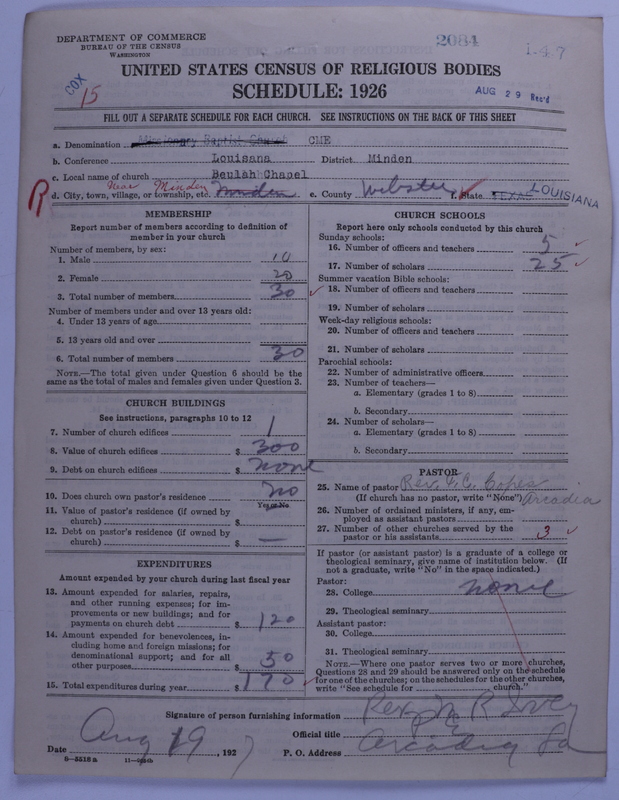 DEPARTMENT OF COMMERCE
BUREAU OF THE CENSUS
WASHINGTON
2084
1-47
COX
15
UNITED STATES CENSUS OF RELIGIOUS BODIES
SCHEDULE: 1926
AUG 29 Rec'd
FILL OUT A SEPARATE SCHEDULE FOR EACH CHURCH. SEE INSTRUCTIONS ON THE BACK OF THIS SHEET
a. Denomination Missionary Baptist Church CME
b. Conference Louisana District Minden
c. Local name of church Beulah Chapel
R d. City, town, village, or township, etc. Near Minden Minden e. County Webster f. State TEXAS LOUISIANA
MEMBERSHIP
Report number of members according to definition of member in your church
Number of members, by sex:
1. Male 10
2. Female 20
3. Total number of members 30
Number of members under and over 13 years old:
4. Under 13 years of age
5. 13 years old and over
6. Total number of members 30
NOTE.—The total given under Question 6 should be the same as the total of males and females given under Question 3.
CHURCH BUILDINGS
See instructions, paragraphs 10 to 12
7. Number of church edifices 1
8. Value of church edifices $ 300
9. Debt on church edifices $ none
10. Does church own pastor's residence no
Yes or No
11. Value of pastor's residence (if owned by church) $
12. Debt on pastor's residence (if owned by church) $ —
EXPENDITURES
Amount expended by your church during last fiscal year
13. Amount expended for salaries, repairs, and other running expenses; for improvements or new buildings; and for payments on church debt $ 120
14. Amount expended for benevolences, including home and foreign missions; for denominational support; and for all other purposes $ 50
15. Total expenditures during year $ 170
CHURCH SCHOOLS
Report here only schools conducted by this church
Sunday schools:
16. Number of officers and teachers 5
17. Number of scholars 25
Summer vacation Bible schools:
18. Number of officers and teachers
19. Number of scholars
Week-day religious schools:
20. Number of officers and teachers
21. Number of scholars
Parochial schools:
22. Number of administrative officers
23. Number of teachers—
a. Elementary (grades 1 to 8)
b. Secondary
24. Number of scholars—
a. Elementary (grades 1 to 8)
b. Secondary
PASTOR
25. Name of pastor Rev. Copes
(If church has no pastor, write "None") Arcadia
26. Number of ordained ministers, if any, employed as assistant pastors
27. Number of other churches served by the pastor or his assistants 3
If pastor (or assistant pastor) is a graduate of a college or theological seminary, give name of institution below. (If not a graduate, write "No" in the space indicated.)
Pastor:
28. College none
29. Theological seminary
Assistant pastor:
30. College
31. Theological seminary
NOTE.—Where one pastor serves two or more churches, Questions 28 and 29 should be answered only on the schedule for one of the churches; on the schedules for the other churches, write "See schedule for church."
Signature of person furnishing information Rev. R Ivey
Official title P.E
Date Aug 19, 1927 P. O. Address Arcadia La
6-5518 a